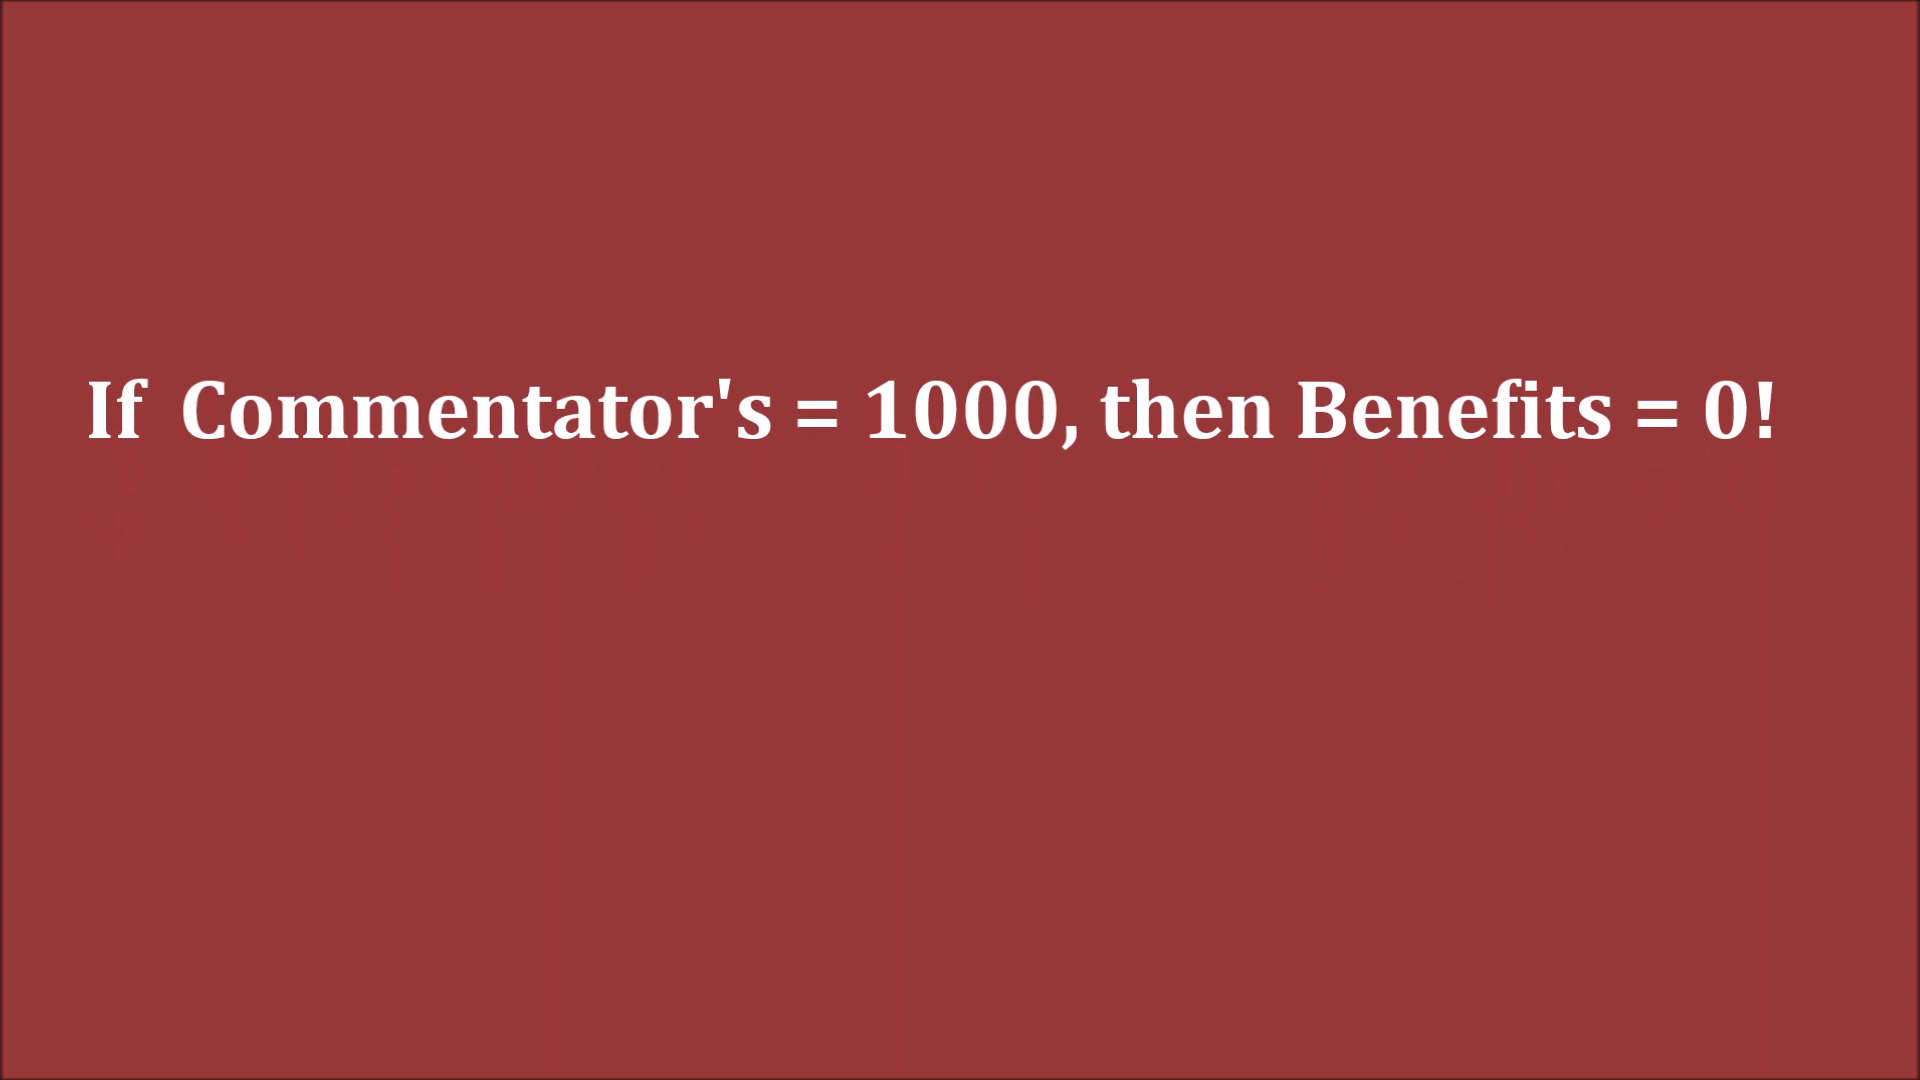 If  Commentator's = 1000, then Benefits = 0!